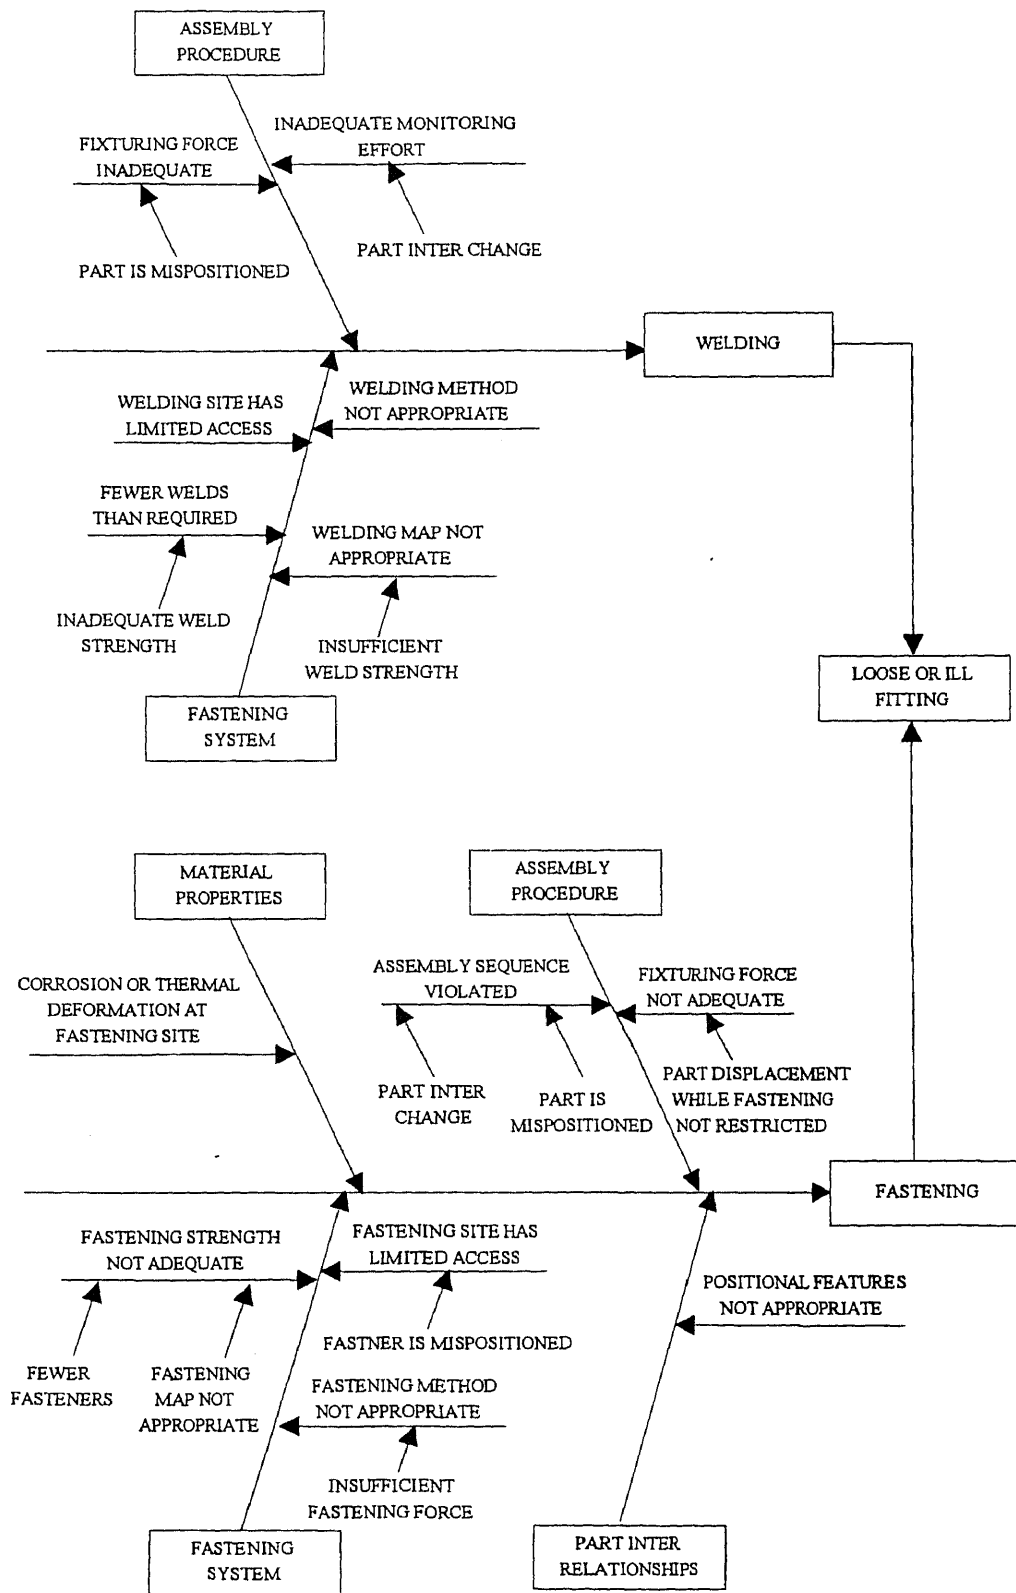 ASSEMBLY
PROCEDURE
FIXTURING FORCE
INADEQUATE
INADEQUATE MONITORING
EFFORT
PART IS MISPOSITIONED
PART INTER CHANGE
WELDING
WELDING SITE HAS
LIMITED ACCESS
WELDING METHOD
NOT APPROPRIATE
FEWER WELDS
THAN REQUIRED
WELDING MAP NOT
APPROPRIATE
INADEQUATE WELD
STRENGTH
INSUFFICIENT
WELD STRENGTH
FASTENING
SYSTEM
LOOSE OR ILL
FITTING
MATERIAL
PROPERTIES
ASSEMBLY
PROCEDURE
CORROSION OR THERMAL
DEFORMATION AT
FASTENING SITE
ASSEMBLY SEQUENCE
VIOLATED
FIXTURING FORCE
NOT ADEQUATE
PART INTER
CHANGE
PART IS
MISPOSITIONED
PART DISPLACEMENT
WHILE FASTENING
NOT RESTRICTED
FASTENING
FASTENING STRENGTH
NOT ADEQUATE
FASTENING SITE HAS
LIMITED ACCESS
POSITIONAL FEATURES
NOT APPROPRIATE
FEWER
FASTENERS
FASTENING
MAP NOT
APPROPRIATE
FASTNER IS MISPOSITIONED
FASTENING METHOD
NOT APPROPRIATE
INSUFFICIENT
FASTENING FORCE
FASTENING
SYSTEM
PART INTER
RELATIONSHIPS